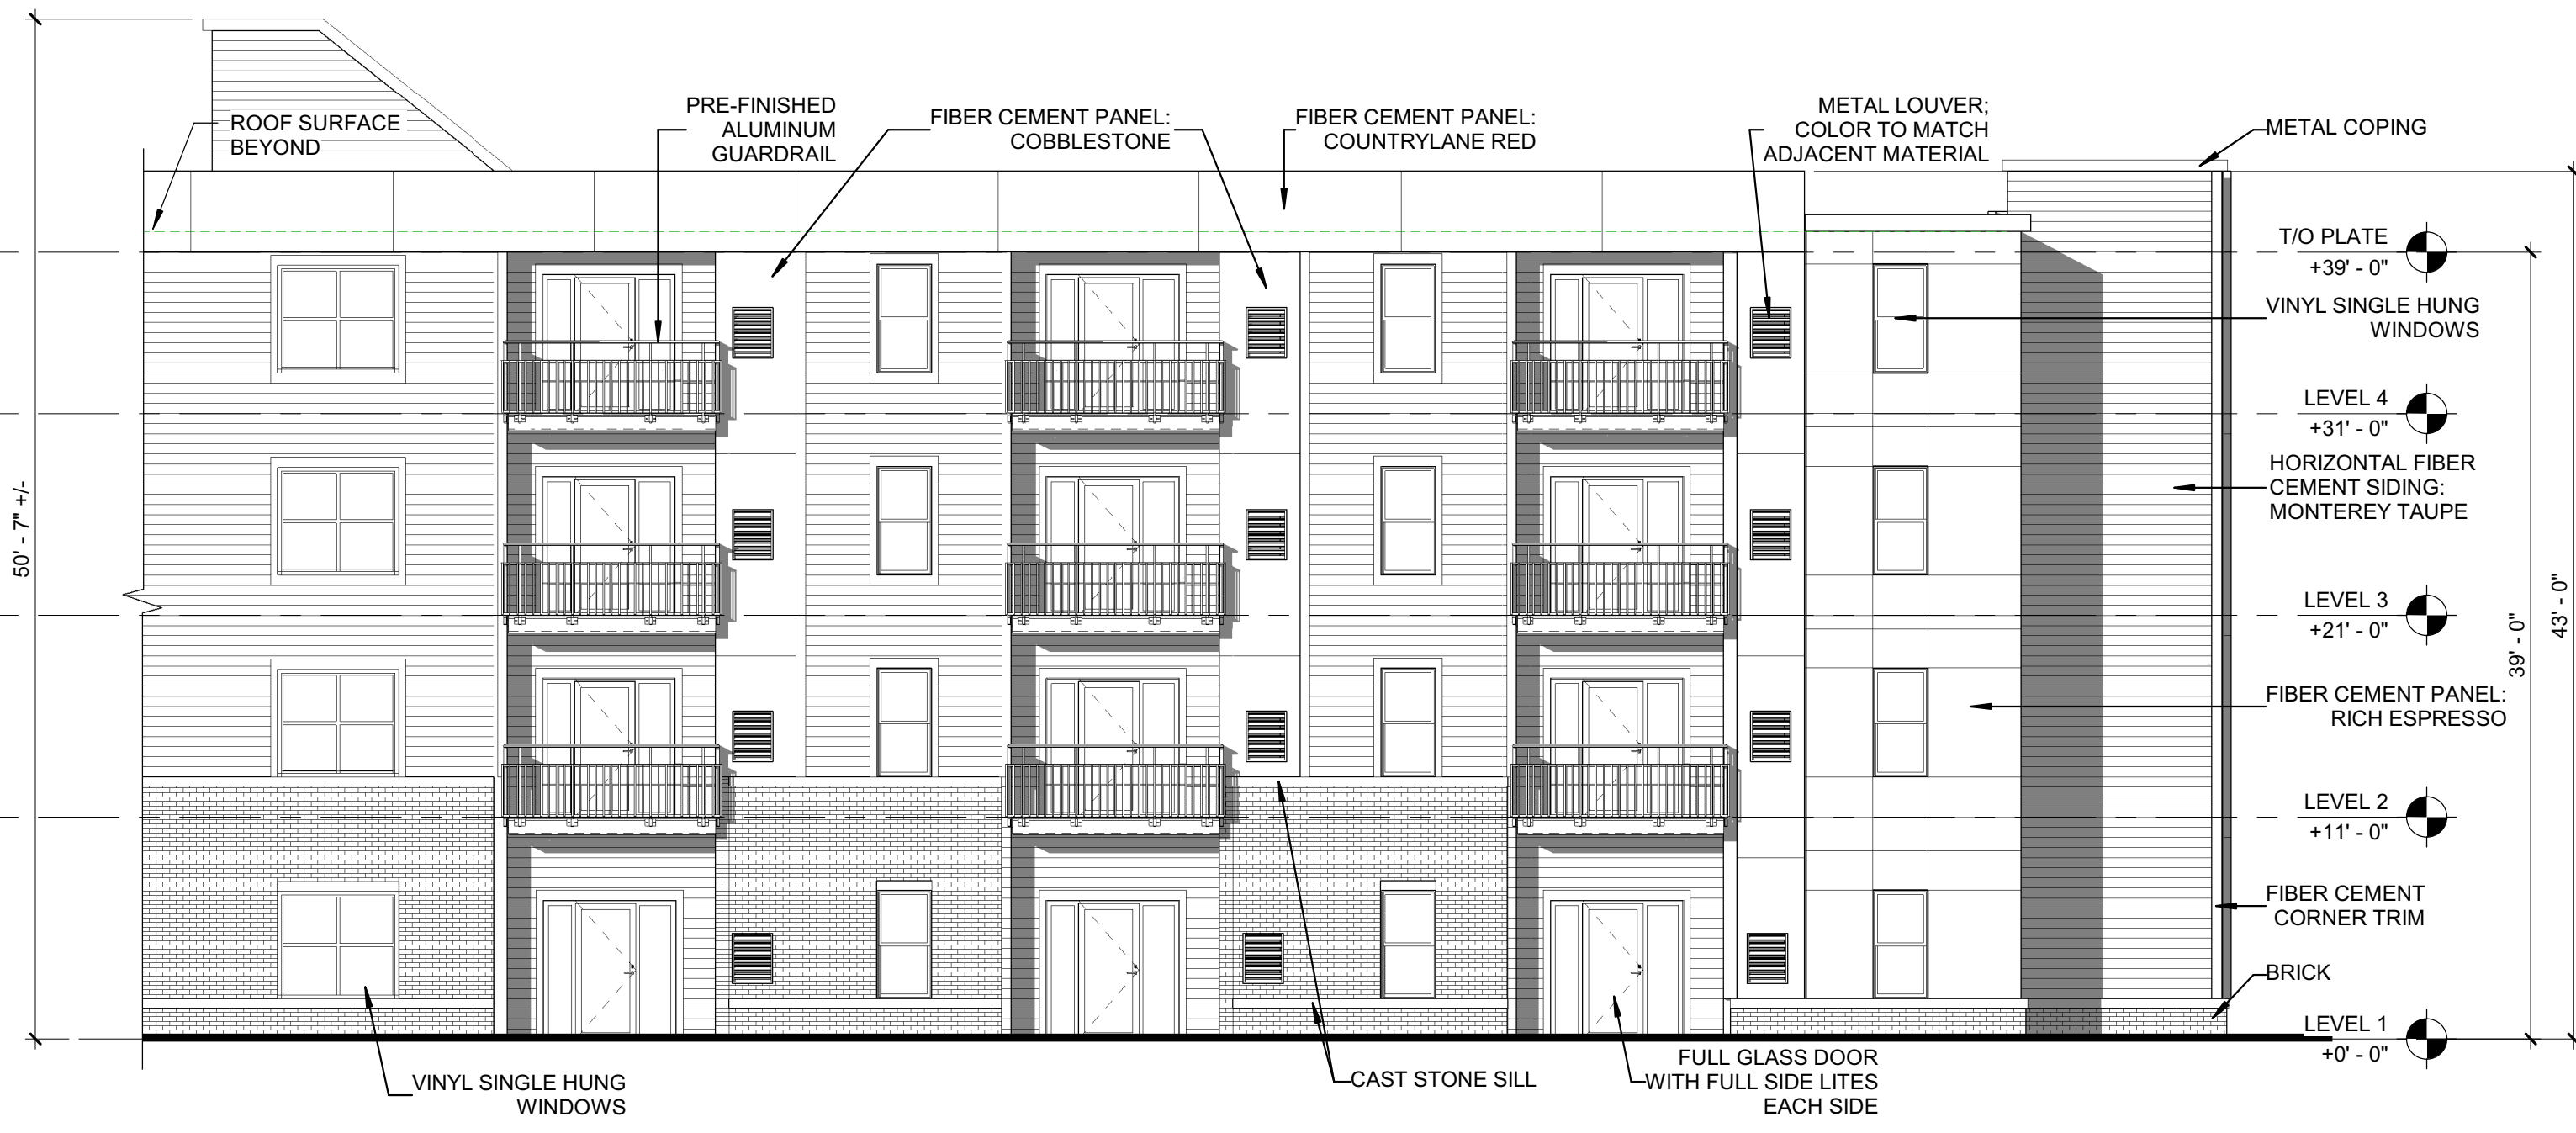 PRE-FINISHED
ALUMINUM
GUARDRAIL
FIBER CEMENT PANEL:
COBBLESTONE
FIBER CEMENT PANEL:
COUNTRYLANE RED
METAL LOUVER;
COLOR TO MATCH
ADJACENT MATERIAL
METAL COPING
ROOF SURFACE
BEYOND
T/O PLATE
+39' - 0"
VINYL SINGLE HUNG
WINDOWS
LEVEL 4
+31' - 0"
HORIZONTAL FIBER
CEMENT SIDING:
MONTEREY TAUPE
50' - 7" +/-
LEVEL 3
+21' - 0"
39' - 0"
43' - 0"
FIBER CEMENT PANEL:
RICH ESPRESSO
LEVEL 2
+11' - 0"
FIBER CEMENT
CORNER TRIM
BRICK
LEVEL 1
+0' - 0"
VINYL SINGLE HUNG
WINDOWS
CAST STONE SILL
FULL GLASS DOOR
WITH FULL SIDE LITES
EACH SIDE